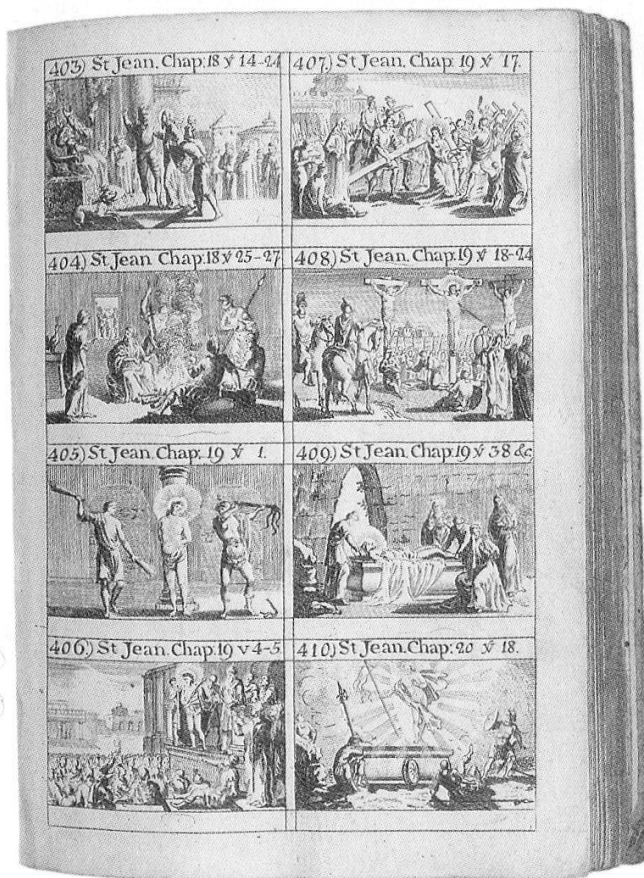 403) St Jean. Chap: 18 ℣ 14-24
404) St Jean Chap: 18 ℣ 25-27
405) St Jean. Chap: 19 ℣ 1.
406.) St Jean. Chap: 19 v 4-5.
407.) St Jean. Chap: 19 ℣ 17.
408) St Jean. Chap: 19 ℣ 18-24
409.) St Jean. Chap: 19 ℣ 38 &c
410) St Jean. Chap: 20 ℣ 18.